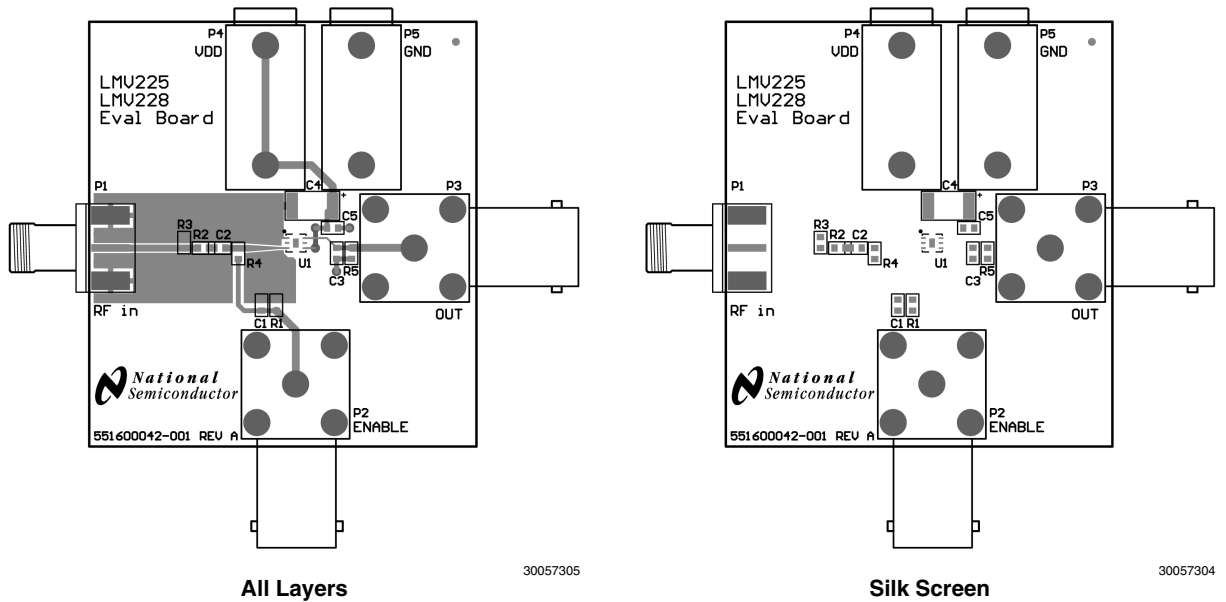 P4
VDD
P5
GND
LMV225
LMV228
Eval Board
P1
C4
+
P3
R3
R2
C2
C5
R4
U1
C3
R5
RF in
OUT
C1
R1
National
Semiconductor
P2
ENABLE
551600042-001 REV A
30057305
All Layers
P4
VDD
P5
GND
LMV225
LMV228
Eval Board
P1
C4
+
P3
R3
R2
C2
C5
R4
U1
C3
R5
RF in
OUT
C1
R1
National
Semiconductor
P2
ENABLE
551600042-001 REV A
30057304
Silk Screen